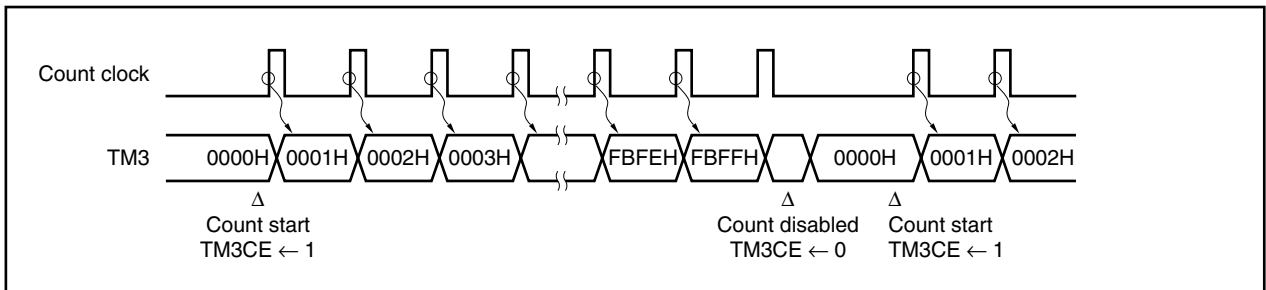 Count clock
TM3 0000H 0001H 0002H 0003H FBFEH FBFFH 0000H 0001H 0002H
Δ Δ Δ
Count start Count disabled Count start
TM3CE ← 1 TM3CE ← 0 TM3CE ← 1